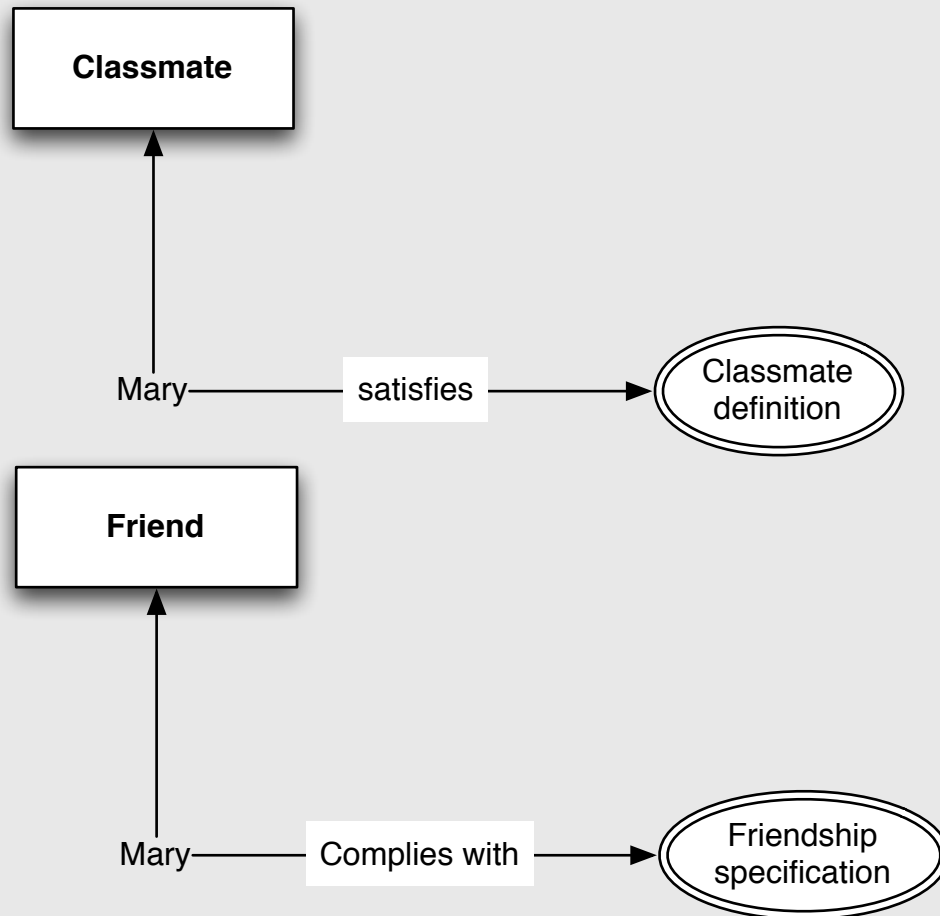 Classmate
Mary
satisfies
Classmate
definition
Friend
Mary
Complies with
Friendship
specification